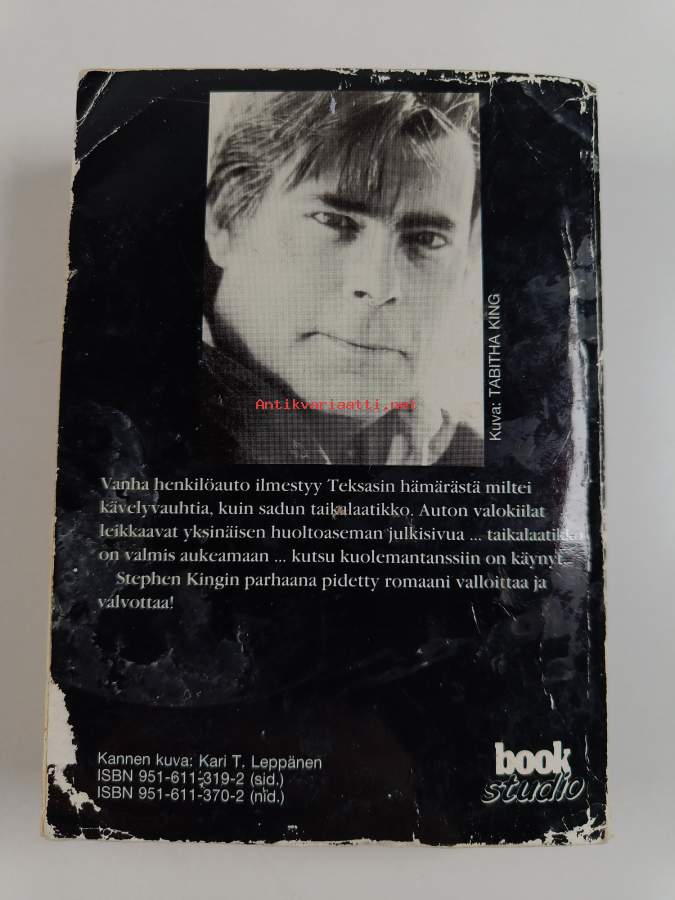 Kuva: TABITHA KING
Antikvariaatti.net
Vanha henkilöauto ilmestyy Teksasin hämärästä miltei
kävelyvauhtia, kuin sadun taikalaatikko. Auton valokiilat
leikkaavat yksinäisen huoltoaseman julkisivua ... taikalaatikko
on valmis aukeamaan ... kutsu kuolemantanssiin on käynyt.
Stephen Kingin parhaana pidetty romaani valloittaa ja
valvottaa!
Kannen kuva: Kari T. Leppänen
ISBN 951-611-319-2 (sid.)
ISBN 951-611-370-2 (nid.)
book
studio